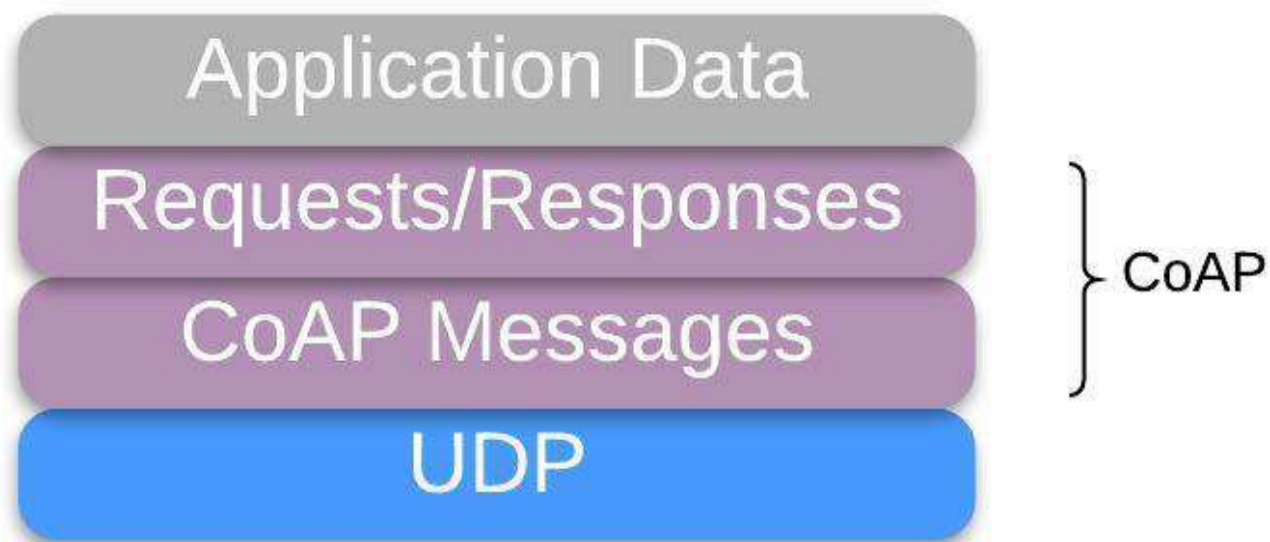 Application Data
Requests/Responses
CoAP Messages
CoAP
UDP